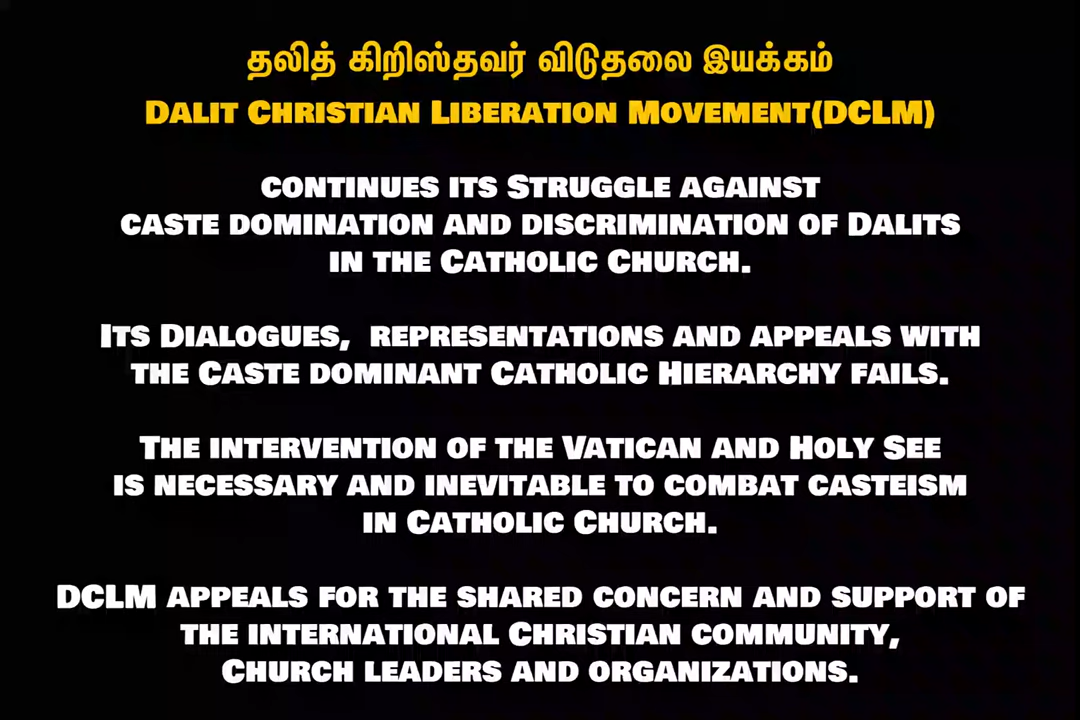 தலித் கிறிஸ்தவர் விடுதலை இயக்கம்
Dalit Christian Liberation Movement(DCLM)
continues its Struggle against
caste domination and discrimination of Dalits
in the Catholic Church.
Its Dialogues, representations and appeals with
the Caste dominant Catholic Hierarchy fails.
The intervention of the Vatican and Holy See
is necessary and inevitable to combat casteism
in Catholic Church.
DCLM appeals for the shared concern and support of
the international Christian community,
Church leaders and organizations.